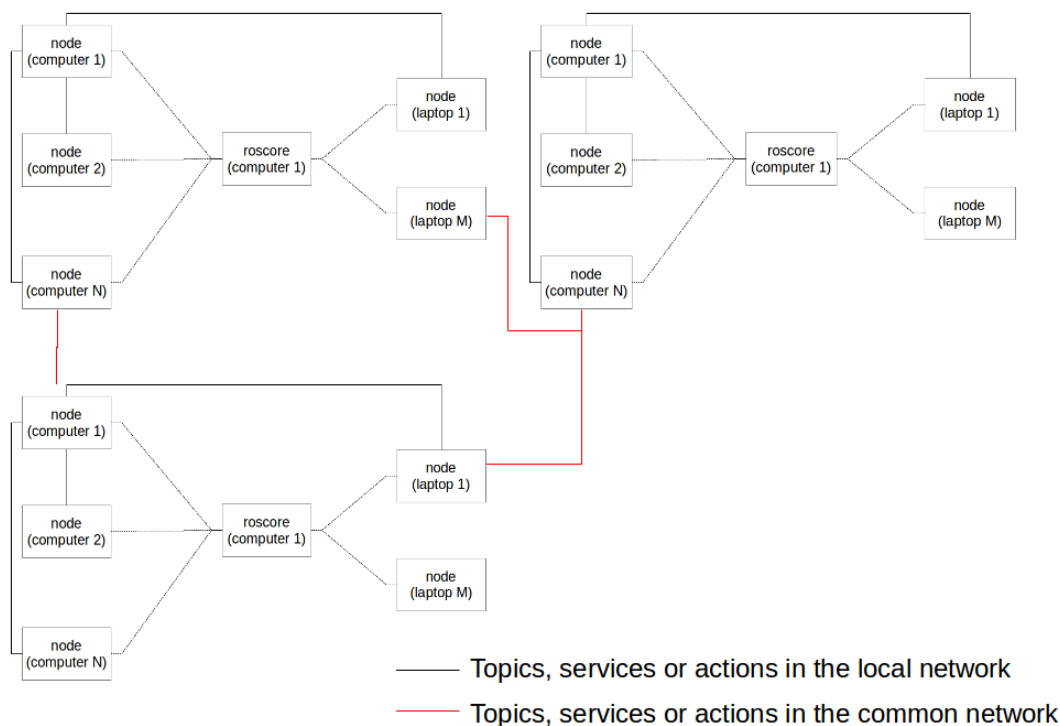 node
(computer 1)
node
(laptop 1)
node
(computer 2)
roscore
(computer 1)
node
(laptop M)
node
(computer N)
node
(computer 1)
node
(laptop 1)
node
(computer 2)
roscore
(computer 1)
node
(laptop M)
node
(computer N)
node
(computer 1)
node
(laptop 1)
node
(computer 2)
roscore
(computer 1)
node
(laptop M)
node
(computer N)
Topics, services or actions in the local network
Topics, services or actions in the common network